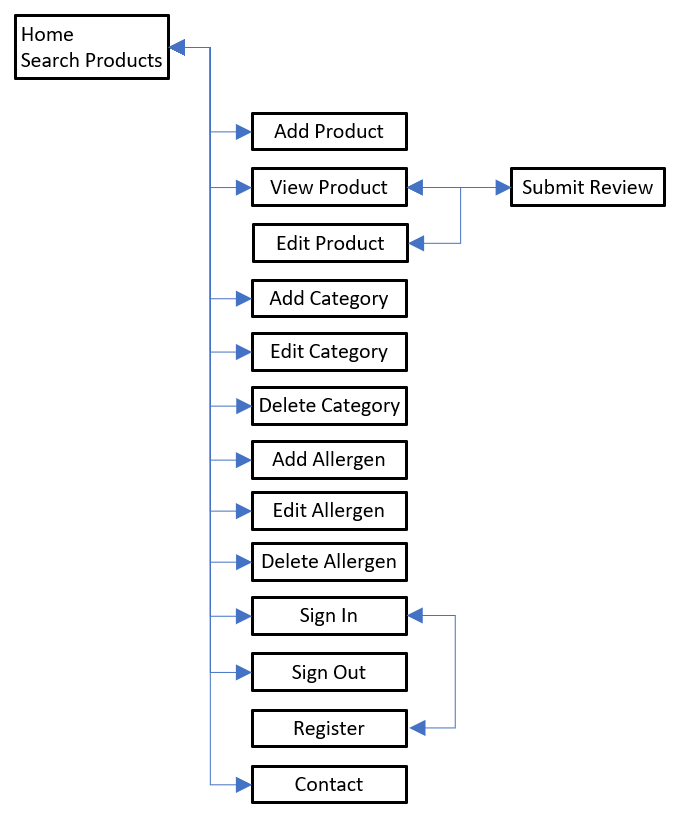 Home
Search Products
Add Product
View Product
Submit Review
Edit Product
Add Category
Edit Category
Delete Category
Add Allergen
Edit Allergen
Delete Allergen
Sign In
Sign Out
Register
Contact